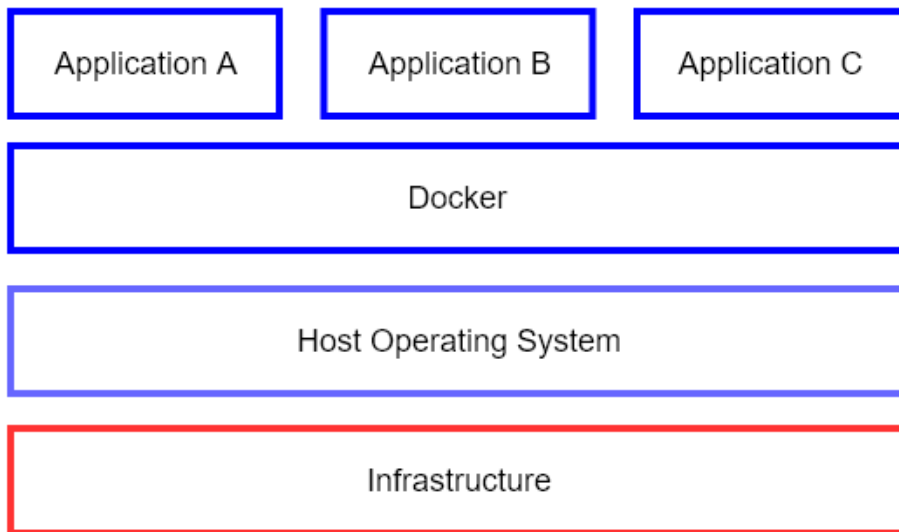 Application A
Application B
Application C
Docker
Host Operating System
Infrastructure